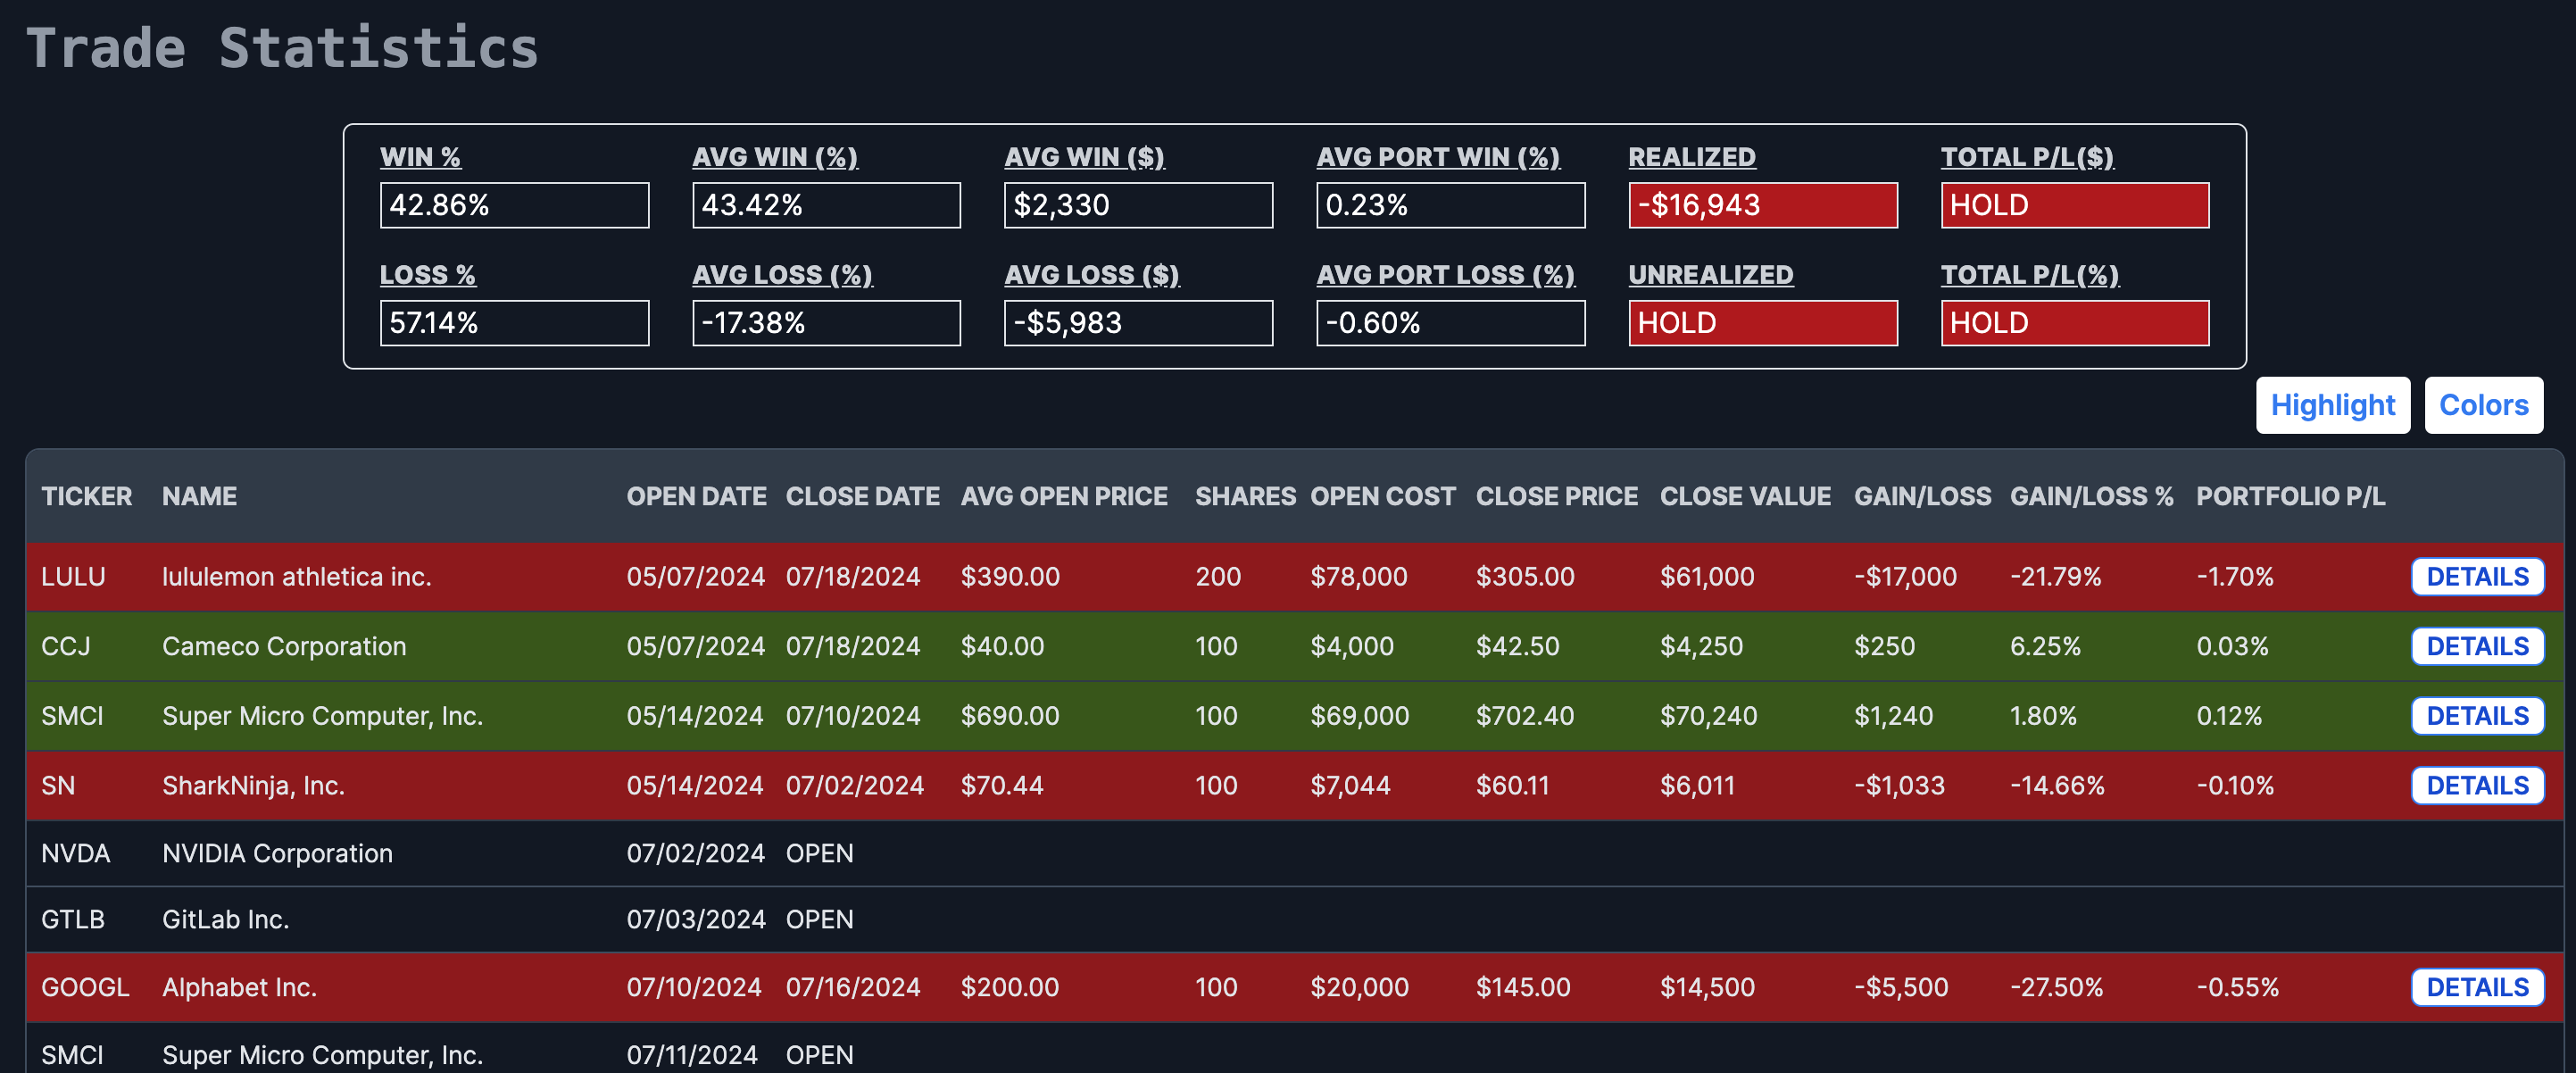 Trade Statistics
WIN % AVG WIN (%) AVG WIN ($) AVG PORT WIN (%) REALIZED TOTAL P/L($)
42.86% 43.42% $2,330 0.23% -$16,943 HOLD
LOSS % AVG LOSS (%) AVG LOSS ($) AVG PORT LOSS (%) UNREALIZED TOTAL P/L(%)
57.14% -17.38% -$5,983 -0.60% HOLD HOLD
Highlight Colors
TICKER NAME OPEN DATE CLOSE DATE AVG OPEN PRICE SHARES OPEN COST CLOSE PRICE CLOSE VALUE GAIN/LOSS GAIN/LOSS % PORTFOLIO P/L
LULU lululemon athletica inc. 05/07/2024 07/18/2024 $390.00 200 $78,000 $305.00 $61,000 -$17,000 -21.79% -1.70% DETAILS
CCJ Cameco Corporation 05/07/2024 07/18/2024 $40.00 100 $4,000 $42.50 $4,250 $250 6.25% 0.03% DETAILS
SMCI Super Micro Computer, Inc. 05/14/2024 07/10/2024 $690.00 100 $69,000 $702.40 $70,240 $1,240 1.80% 0.12% DETAILS
SN SharkNinja, Inc. 05/14/2024 07/02/2024 $70.44 100 $7,044 $60.11 $6,011 -$1,033 -14.66% -0.10% DETAILS
NVDA NVIDIA Corporation 07/02/2024 OPEN
GTLB GitLab Inc. 07/03/2024 OPEN
GOOGL Alphabet Inc. 07/10/2024 07/16/2024 $200.00 100 $20,000 $145.00 $14,500 -$5,500 -27.50% -0.55% DETAILS
SMCI Super Micro Computer, Inc. 07/11/2024 OPEN